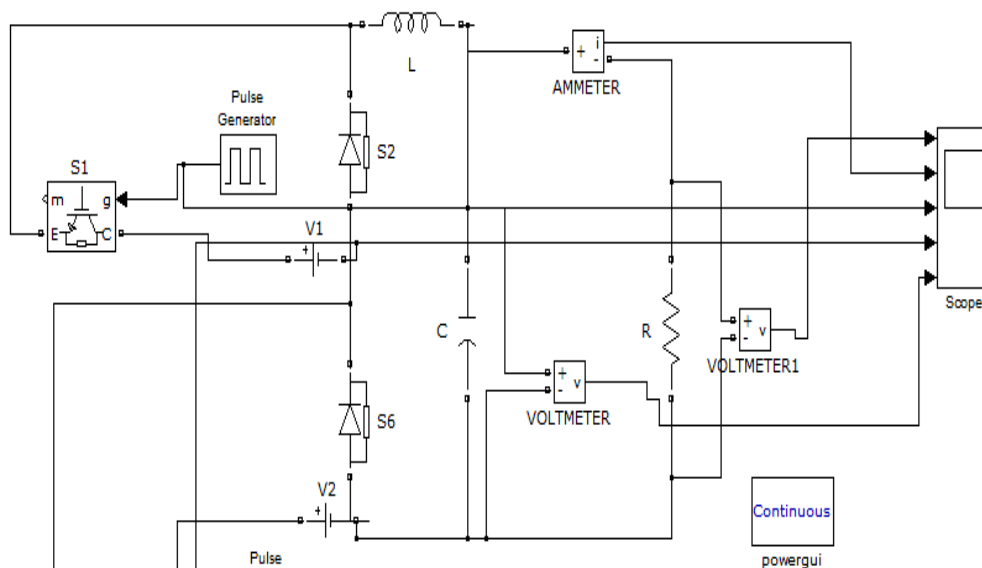 L
i
+
-
AMMETER
Pulse
Generator
S2
S1
m
g
E
C
V1
+
Scope
C
R
+
-
v
VOLTMETER1
+
-
v
VOLTMETER
S6
V2
+
Continuous
powergui
Pulse